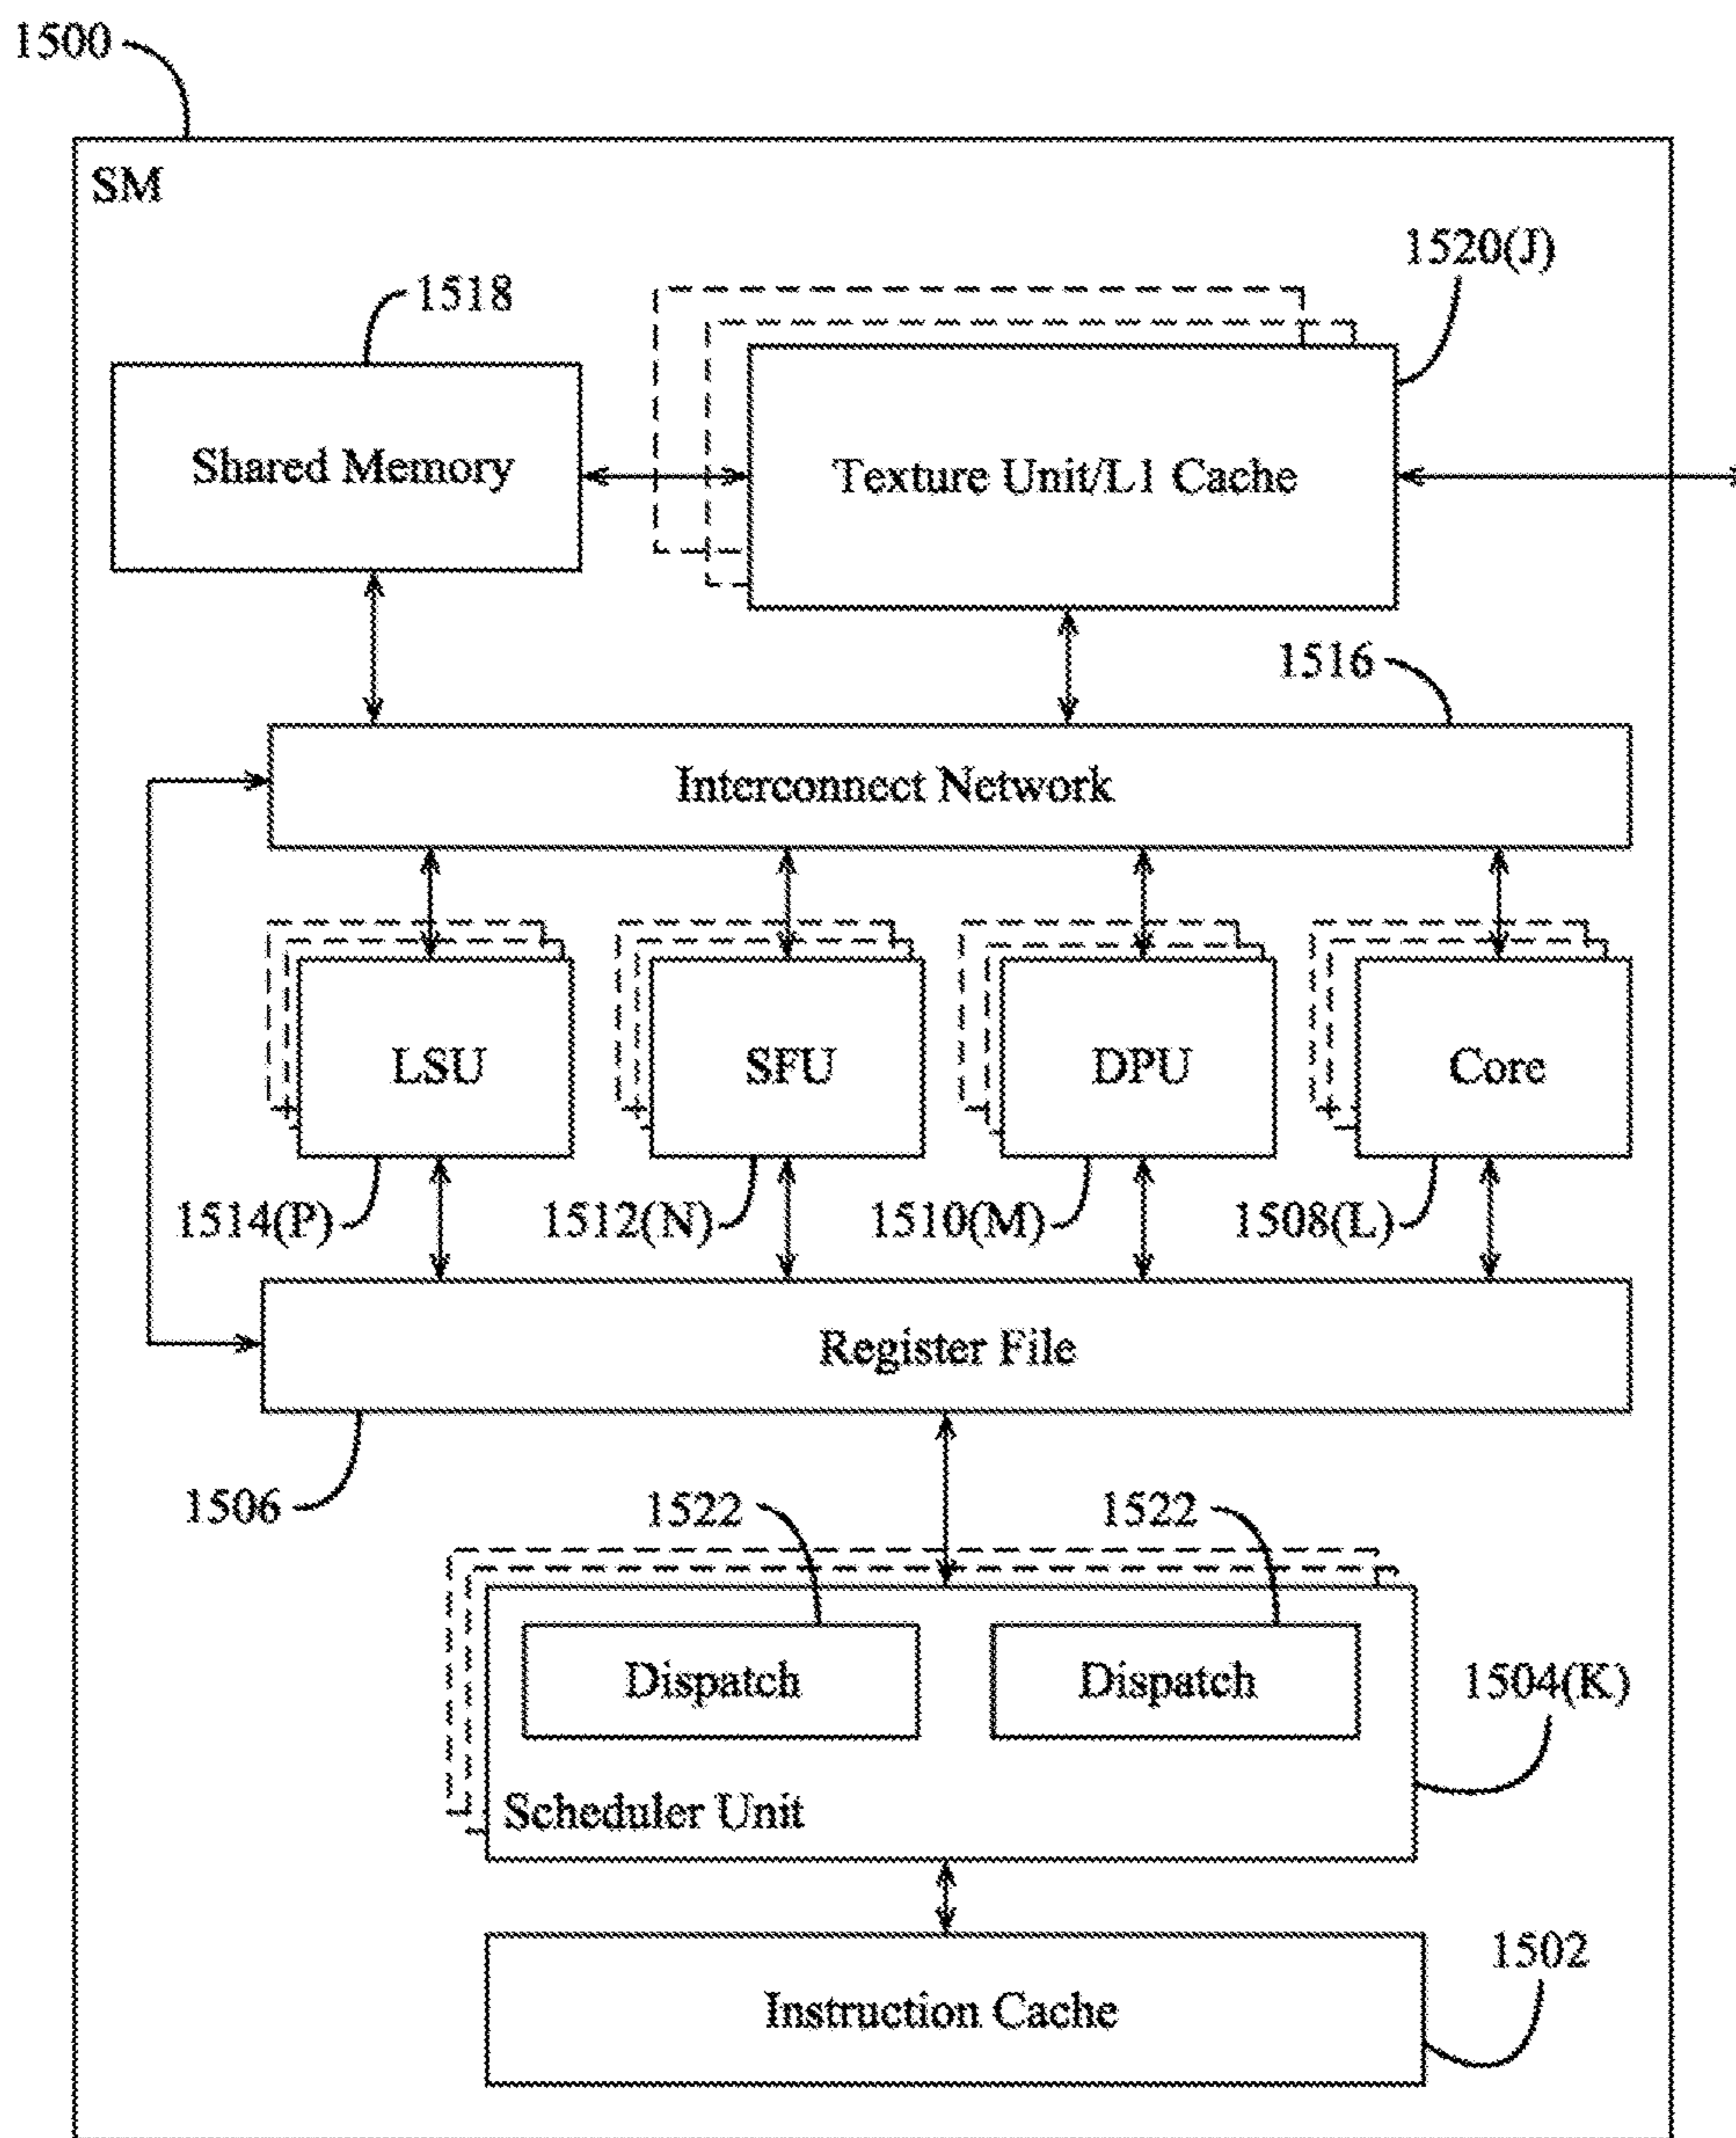 1500
SM
1520(J)
1518
Shared Memory
Texture Unit/L1 Cache
1516
Interconnect Network
LSU
SFU
DPU
Core
1514(P)
1512(N)
1510(M)
1508(L)
Register File
1506
1522
1522
Dispatch
Dispatch
1504(K)
Scheduler Unit
1502
Instruction Cache